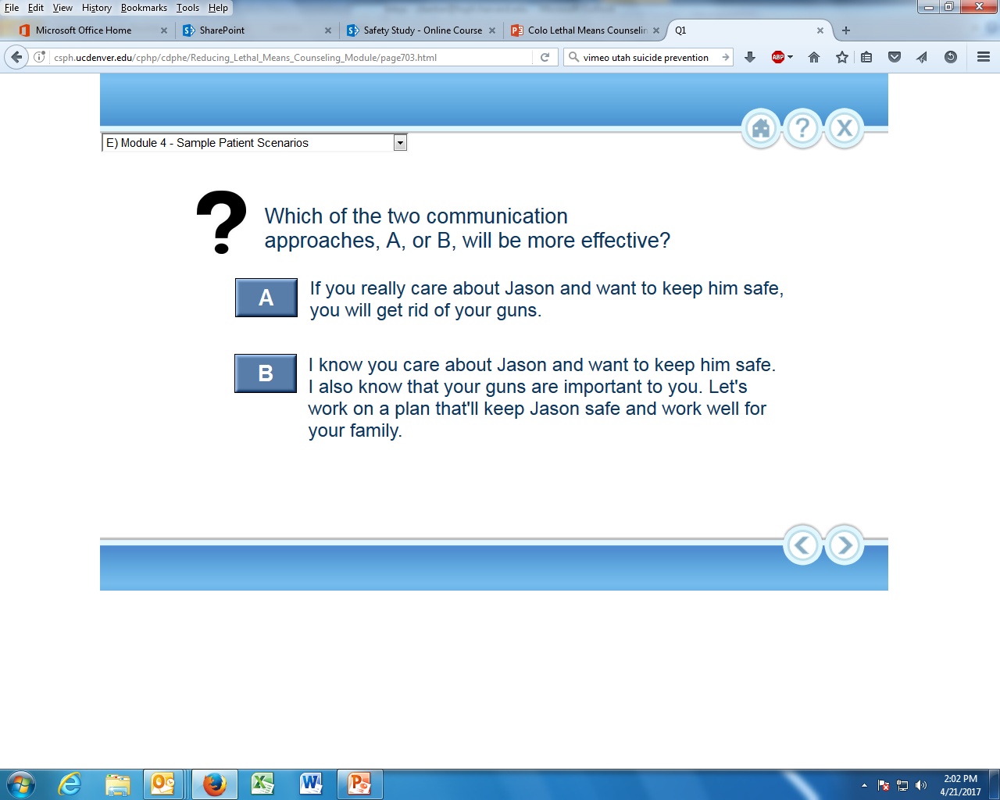 File Edit View History Bookmarks Tools Help
Microsoft Office Home
SharePoint
Safety Study - Online Course
Colo Lethal Means Counselin
Q1
csph.ucdenver.edu/cphp/cdphe/Reducing_Lethal_Means_Counseling_Module/page703.html
vimeo utah suicide prevention
ABP
E) Module 4 - Sample Patient Scenarios
? Which of the two communication
approaches, A, or B, will be more effective?
A If you really care about Jason and want to keep him safe,
you will get rid of your guns.
B I know you care about Jason and want to keep him safe.
I also know that your guns are important to you. Let's
work on a plan that'll keep Jason safe and work well for
your family.
2:02 PM
4/21/2017